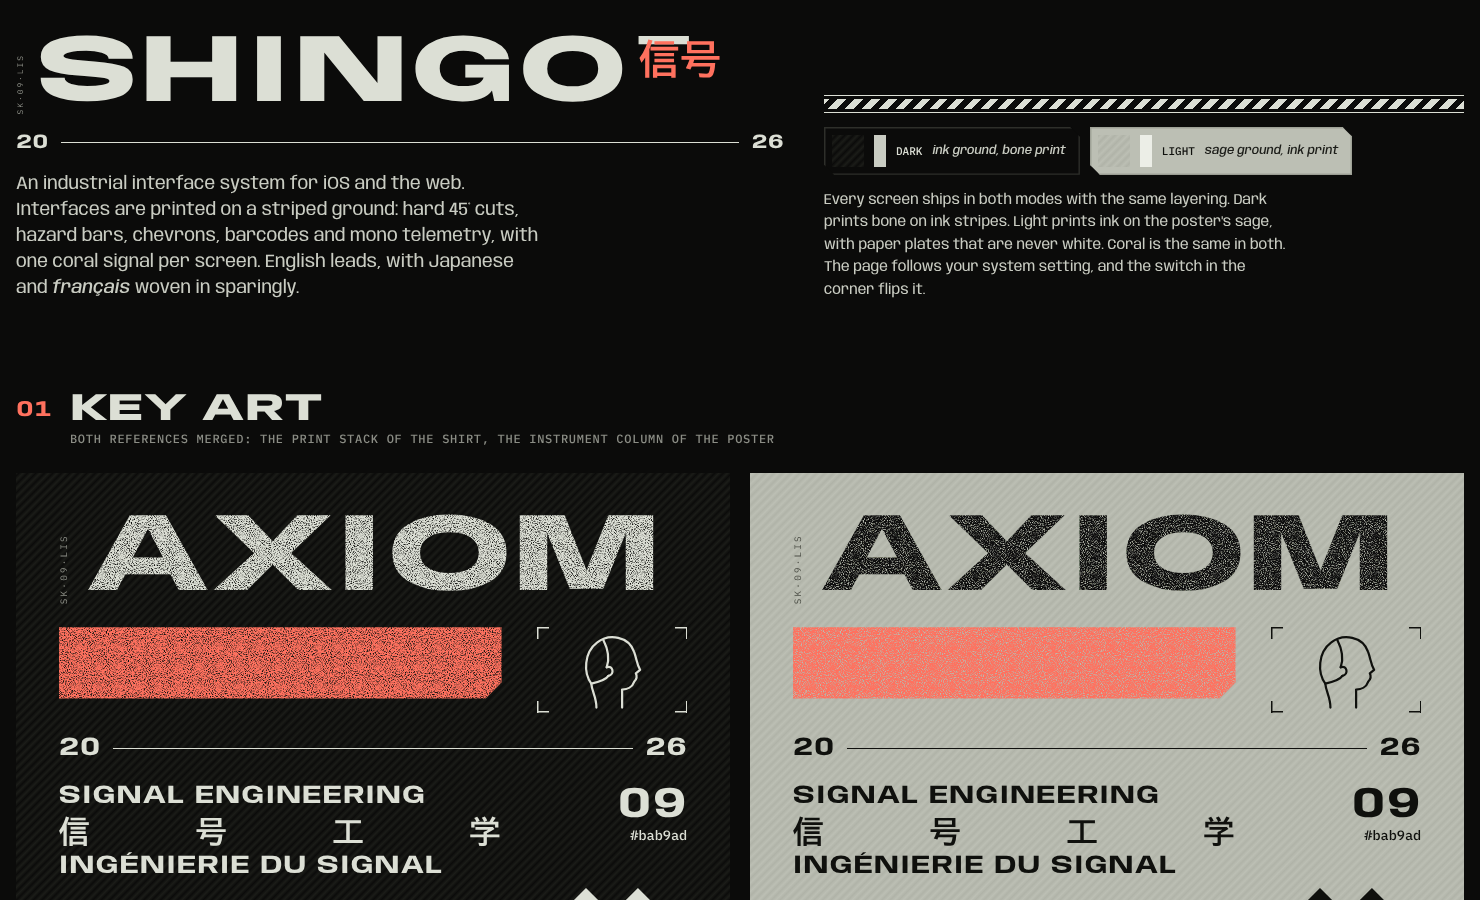 SK-09-LIS
SHINGO
信号
20
26
An industrial interface system for iOS and the web.
Interfaces are printed on a striped ground: hard 45° cuts,
hazard bars, chevrons, barcodes and mono telemetry, with
one coral signal per screen. English leads, with Japanese
and français woven in sparingly.
DARK ink ground, bone print
LIGHT sage ground, ink print
Every screen ships in both modes with the same layering. Dark
prints bone on ink stripes. Light prints ink on the poster's sage,
with paper plates that are never white. Coral is the same in both.
The page follows your system setting, and the switch in the
corner flips it.
01 KEY ART
BOTH REFERENCES MERGED: THE PRINT STACK OF THE SHIRT, THE INSTRUMENT COLUMN OF THE POSTER
SK-09-LIS
AXIOM
20
26
SIGNAL ENGINEERING
信号工学
INGÉNIERIE DU SIGNAL
09
#bab9ad
SK-09-LIS
AXIOM
20
26
SIGNAL ENGINEERING
信号工学
INGÉNIERIE DU SIGNAL
09
#bab9ad